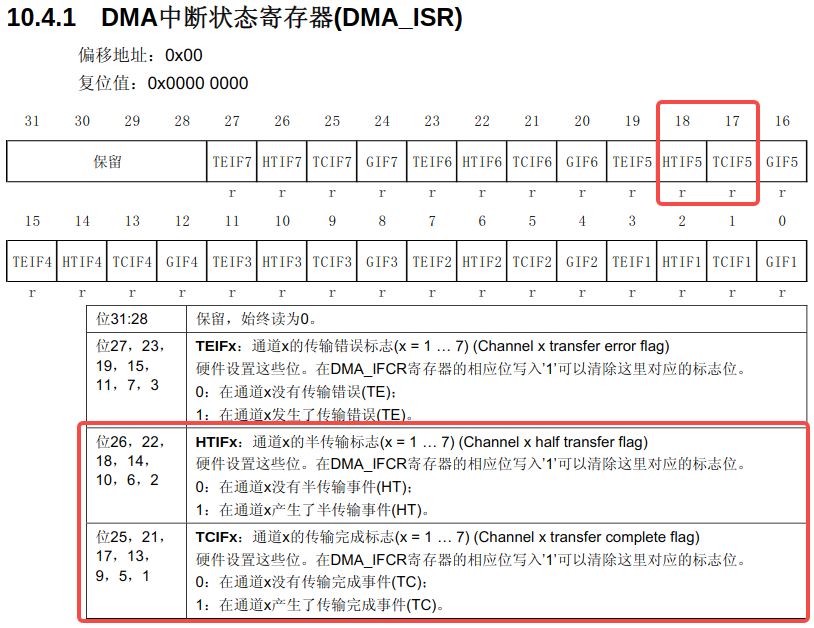 10.4.1 DMA中断状态寄存器(DMA_ISR)
偏移地址：0x00
复位值：0x0000 0000
31 30 29 28 27 26 25 24 23 22 21 20 19 18 17 16
保留 TEIF7 HTIF7 TCIF7 GIF7 TEIF6 HTIF6 TCIF6 GIF6 TEIF5 HTIF5 TCIF5 GIF5
r r r r r r r r r r r r
15 14 13 12 11 10 9 8 7 6 5 4 3 2 1 0
TEIF4 HTIF4 TCIF4 GIF4 TEIF3 HTIF3 TCIF3 GIF3 TEIF2 HTIF2 TCIF2 GIF2 TEIF1 HTIF1 TCIF1 GIF1
r r r r r r r r r r r r r r r r
位31:28 保留，始终读为0。
位27，23，
19，15，
11，7，3
TEIFx：通道x的传输错误标志(x = 1 … 7) (Channel x transfer error flag)
硬件设置这些位。在DMA_IFCR寄存器的相应位写入'1'可以清除这里对应的标志位。
0：在通道x没有传输错误(TE)；
1：在通道x发生了传输错误(TE)。
位26，22，
18，14，
10，6，2
HTIFx：通道x的半传输标志(x = 1 … 7) (Channel x half transfer flag)
硬件设置这些位。在DMA_IFCR寄存器的相应位写入'1'可以清除这里对应的标志位。
0：在通道x没有半传输事件(HT)；
1：在通道x产生了半传输事件(HT)。
位25，21，
17，13，
9，5，1
TCIFx：通道x的传输完成标志(x = 1 … 7) (Channel x transfer complete flag)
硬件设置这些位。在DMA_IFCR寄存器的相应位写入'1'可以清除这里对应的标志位。
0：在通道x没有传输完成事件(TC)；
1：在通道x产生了传输完成事件(TC)。